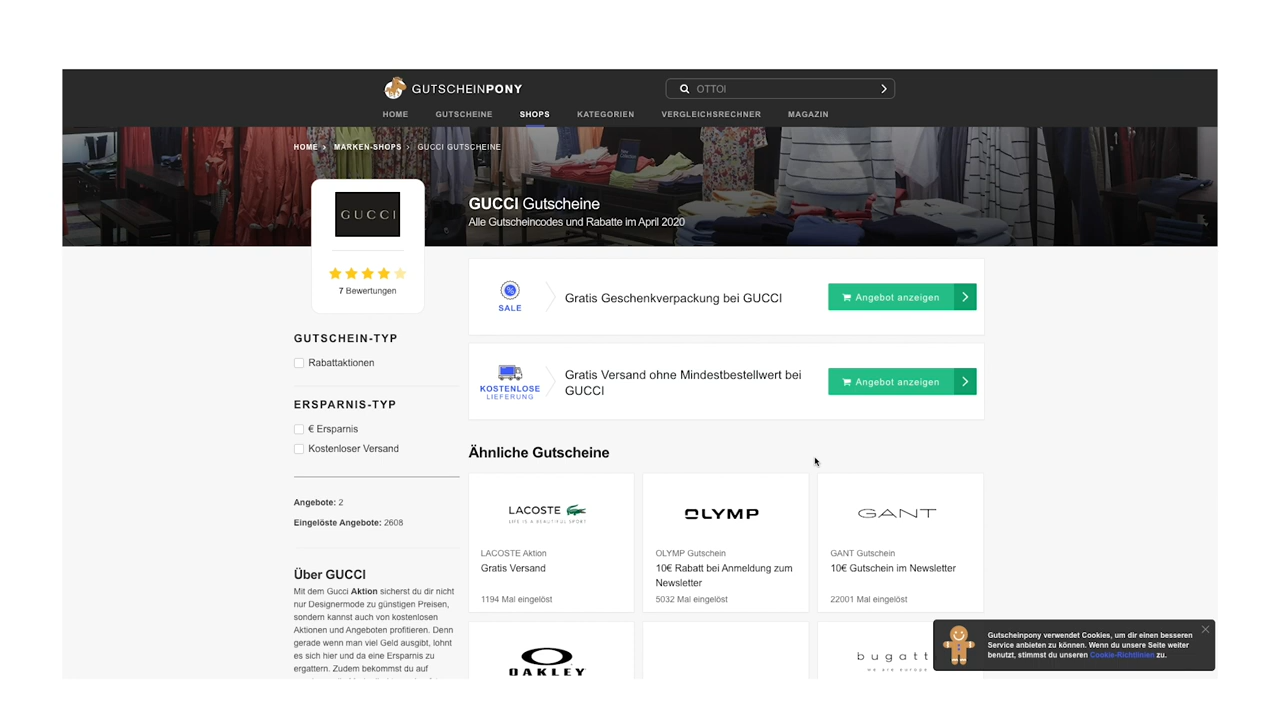 GUTSCHEINPONY
OTTOI
HOME GUTSCHEINE SHOPS KATEGORIEN VERGLEICHSRECHNER MAGAZIN
HOME > MARKEN-SHOPS > GUCCI GUTSCHEINE
GUCCI
7 Bewertungen
GUCCI Gutscheine
Alle Gutscheincodes und Rabatte im April 2020
SALE
Gratis Geschenkverpackung bei GUCCI
Angebot anzeigen
KOSTENLOSE
LIEFERUNG
Gratis Versand ohne Mindestbestellwert bei
GUCCI
Angebot anzeigen
GUTSCHEIN-TYP
Rabattaktionen
ERSPARNIS-TYP
€ Ersparnis
Kostenloser Versand
Angebote: 2
Eingelöste Angebote: 2608
Über GUCCI
Mit dem Gucci Aktion sicherst du dir nicht
nur Designermode zu günstigen Preisen,
sondern kannst auch von kostenlosen
Aktionen und Angeboten profitieren. Denn
gerade wenn man viel Geld ausgibt, lohnt
es sich hier und da eine Ersparnis zu
ergattern. Zudem bekommst du auf
Ähnliche Gutscheine
LACOSTE
LIFE IS A BEAUTIFUL SPORT
LACOSTE Aktion
Gratis Versand
1194 Mal eingelöst
OLYMP
OLYMP Gutschein
10€ Rabatt bei Anmeldung zum
Newsletter
5032 Mal eingelöst
GANT
GANT Gutschein
10€ Gutschein im Newsletter
22001 Mal eingelöst
OAKLEY
bugatt
we are europe
Gutscheinpony verwendet Cookies, um dir einen besseren
Service anbieten zu können. Wenn du unsere Seite weiter
benutzt, stimmst du unseren Cookie-Richtlinien zu.